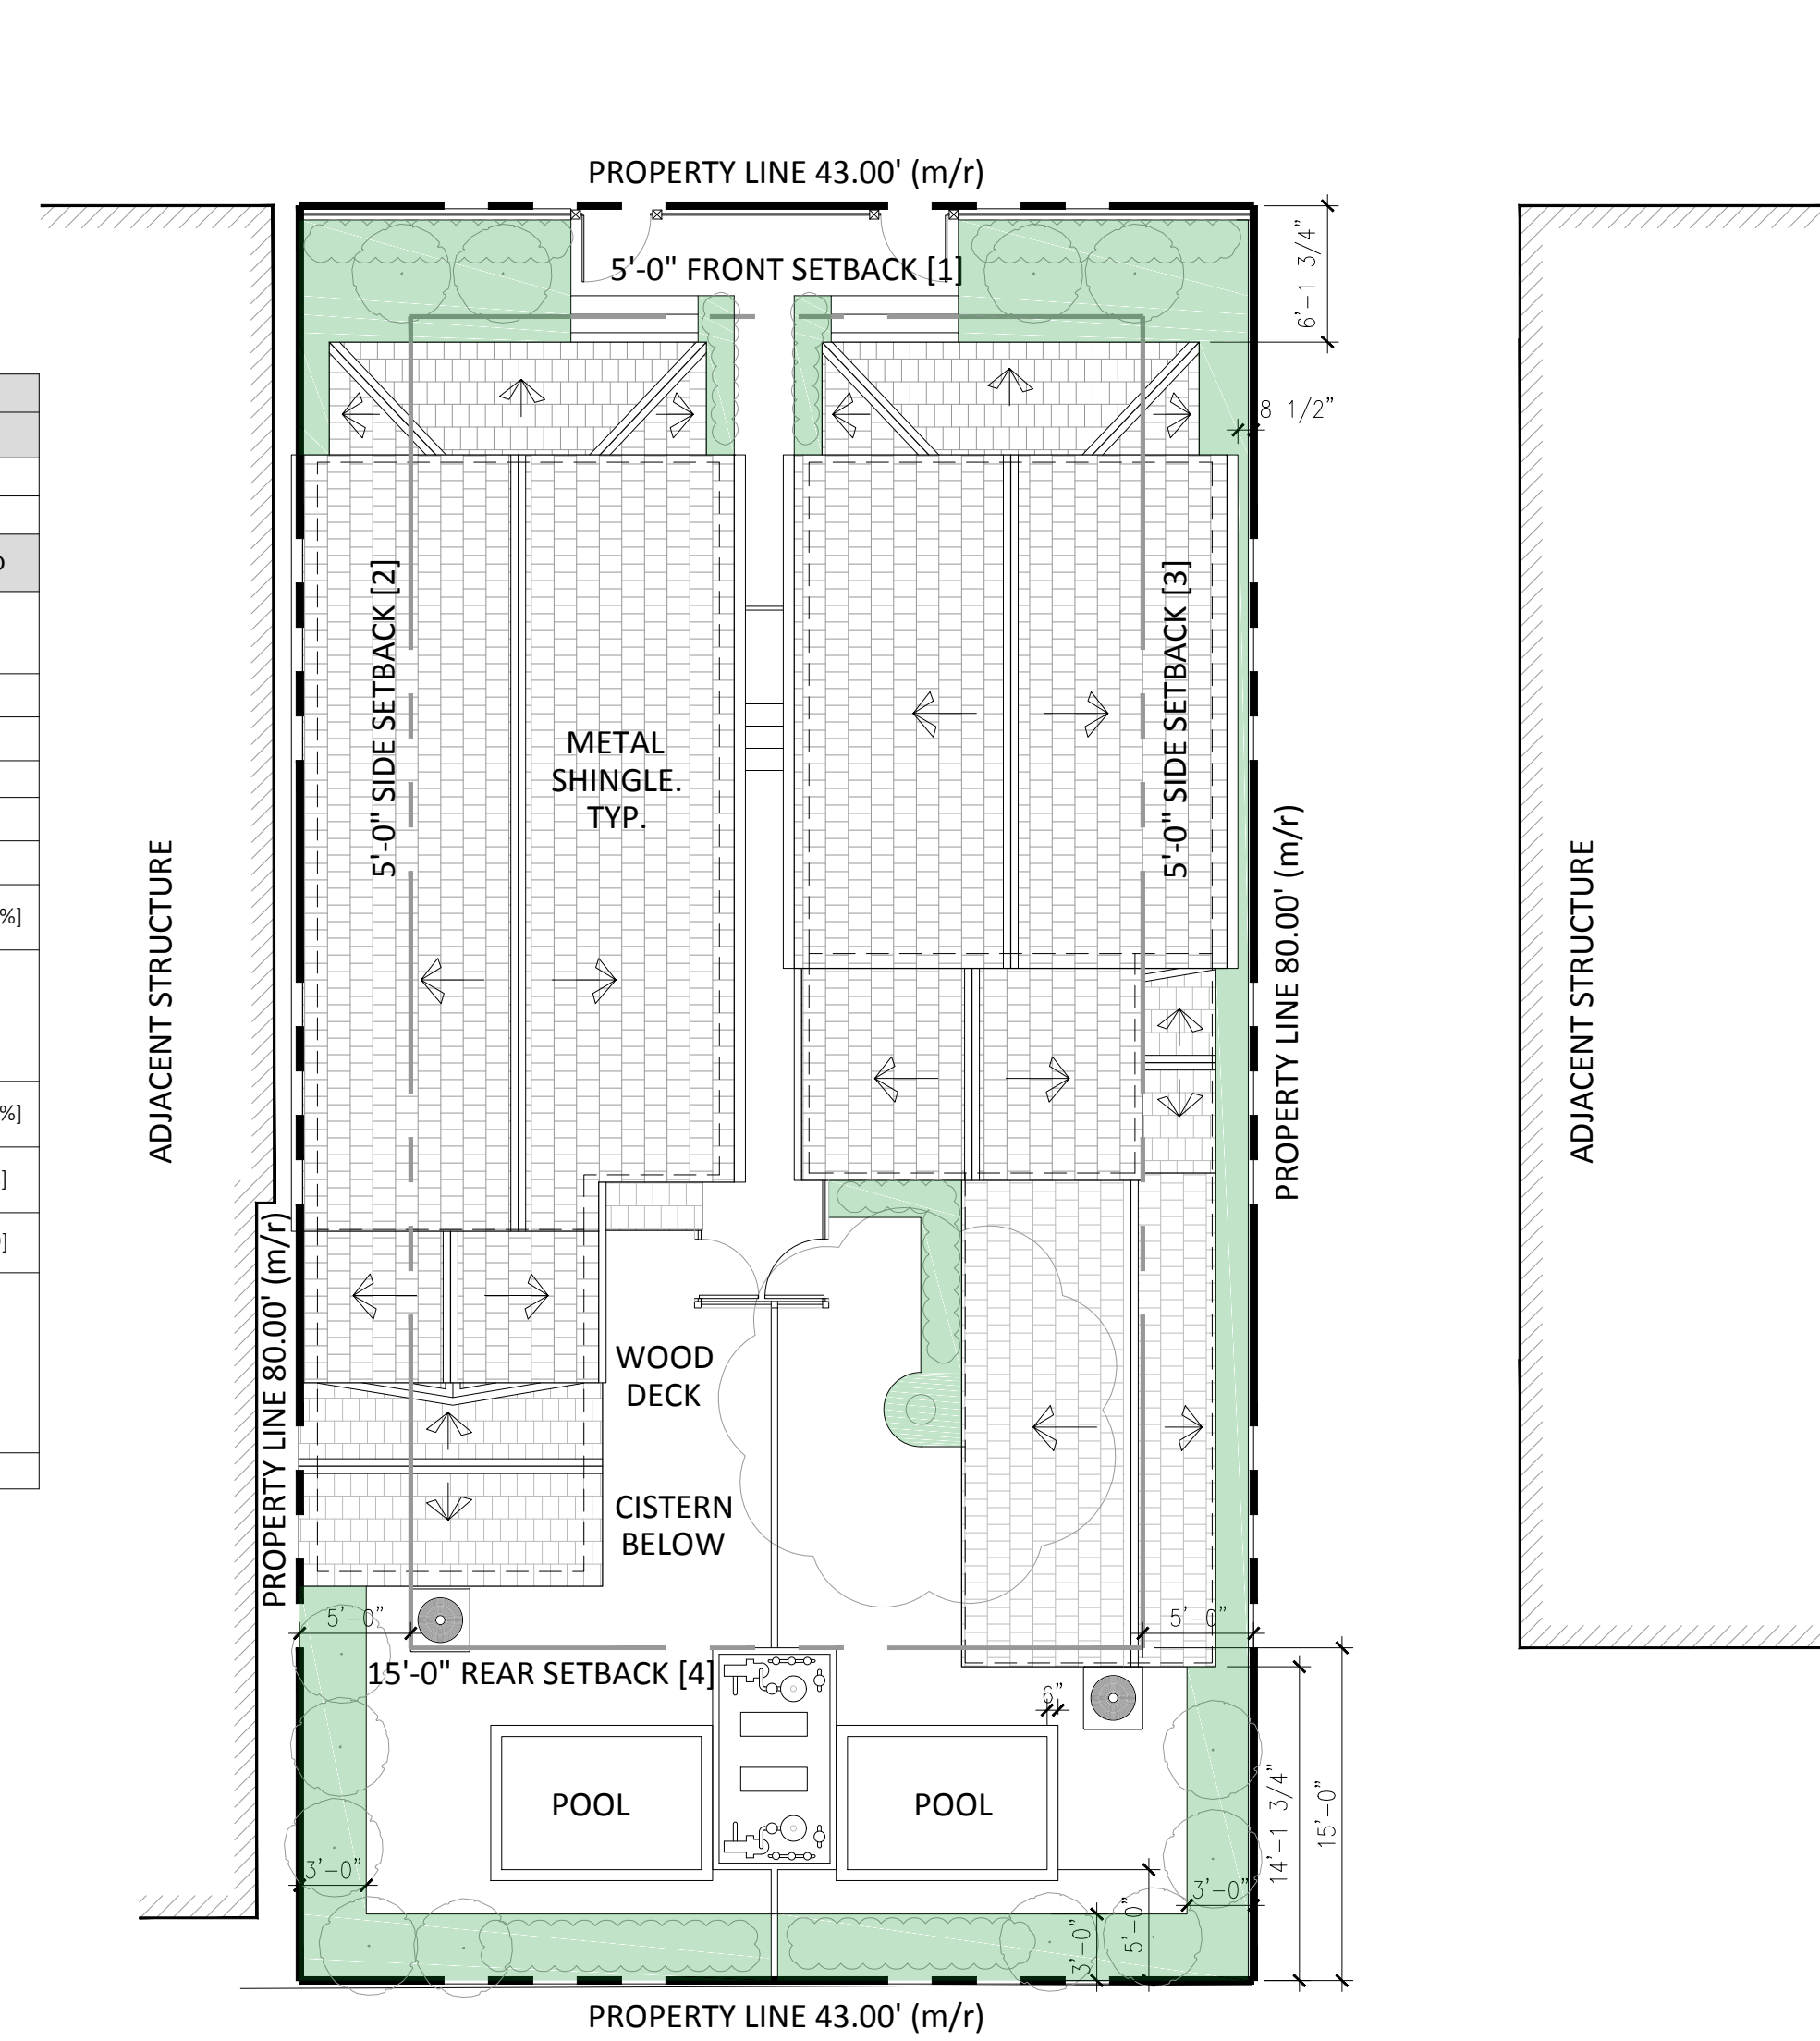 PROPERTY LINE 43.00' (m/r)
5'-0" FRONT SETBACK [1]
6'-1 3/4"
8 1/2"
5'-0" SIDE SETBACK [2]
5'-0" SIDE SETBACK [3]
METAL
SHINGLE.
TYP.
%]
%]
]
]
ADJACENT STRUCTURE
PROPERTY LINE 80.00' (m/r)
ADJACENT STRUCTURE
PROPERTY LINE 80.00' (m/r)
WOOD
DECK
CISTERN
BELOW
5'-0"
5'-0"
15'-0" REAR SETBACK [4]
6"
POOL
POOL
14'-1 3/4"
15'-0"
3'-0"
3'-0"
3'-0"
5'-0"
PROPERTY LINE 43.00' (m/r)